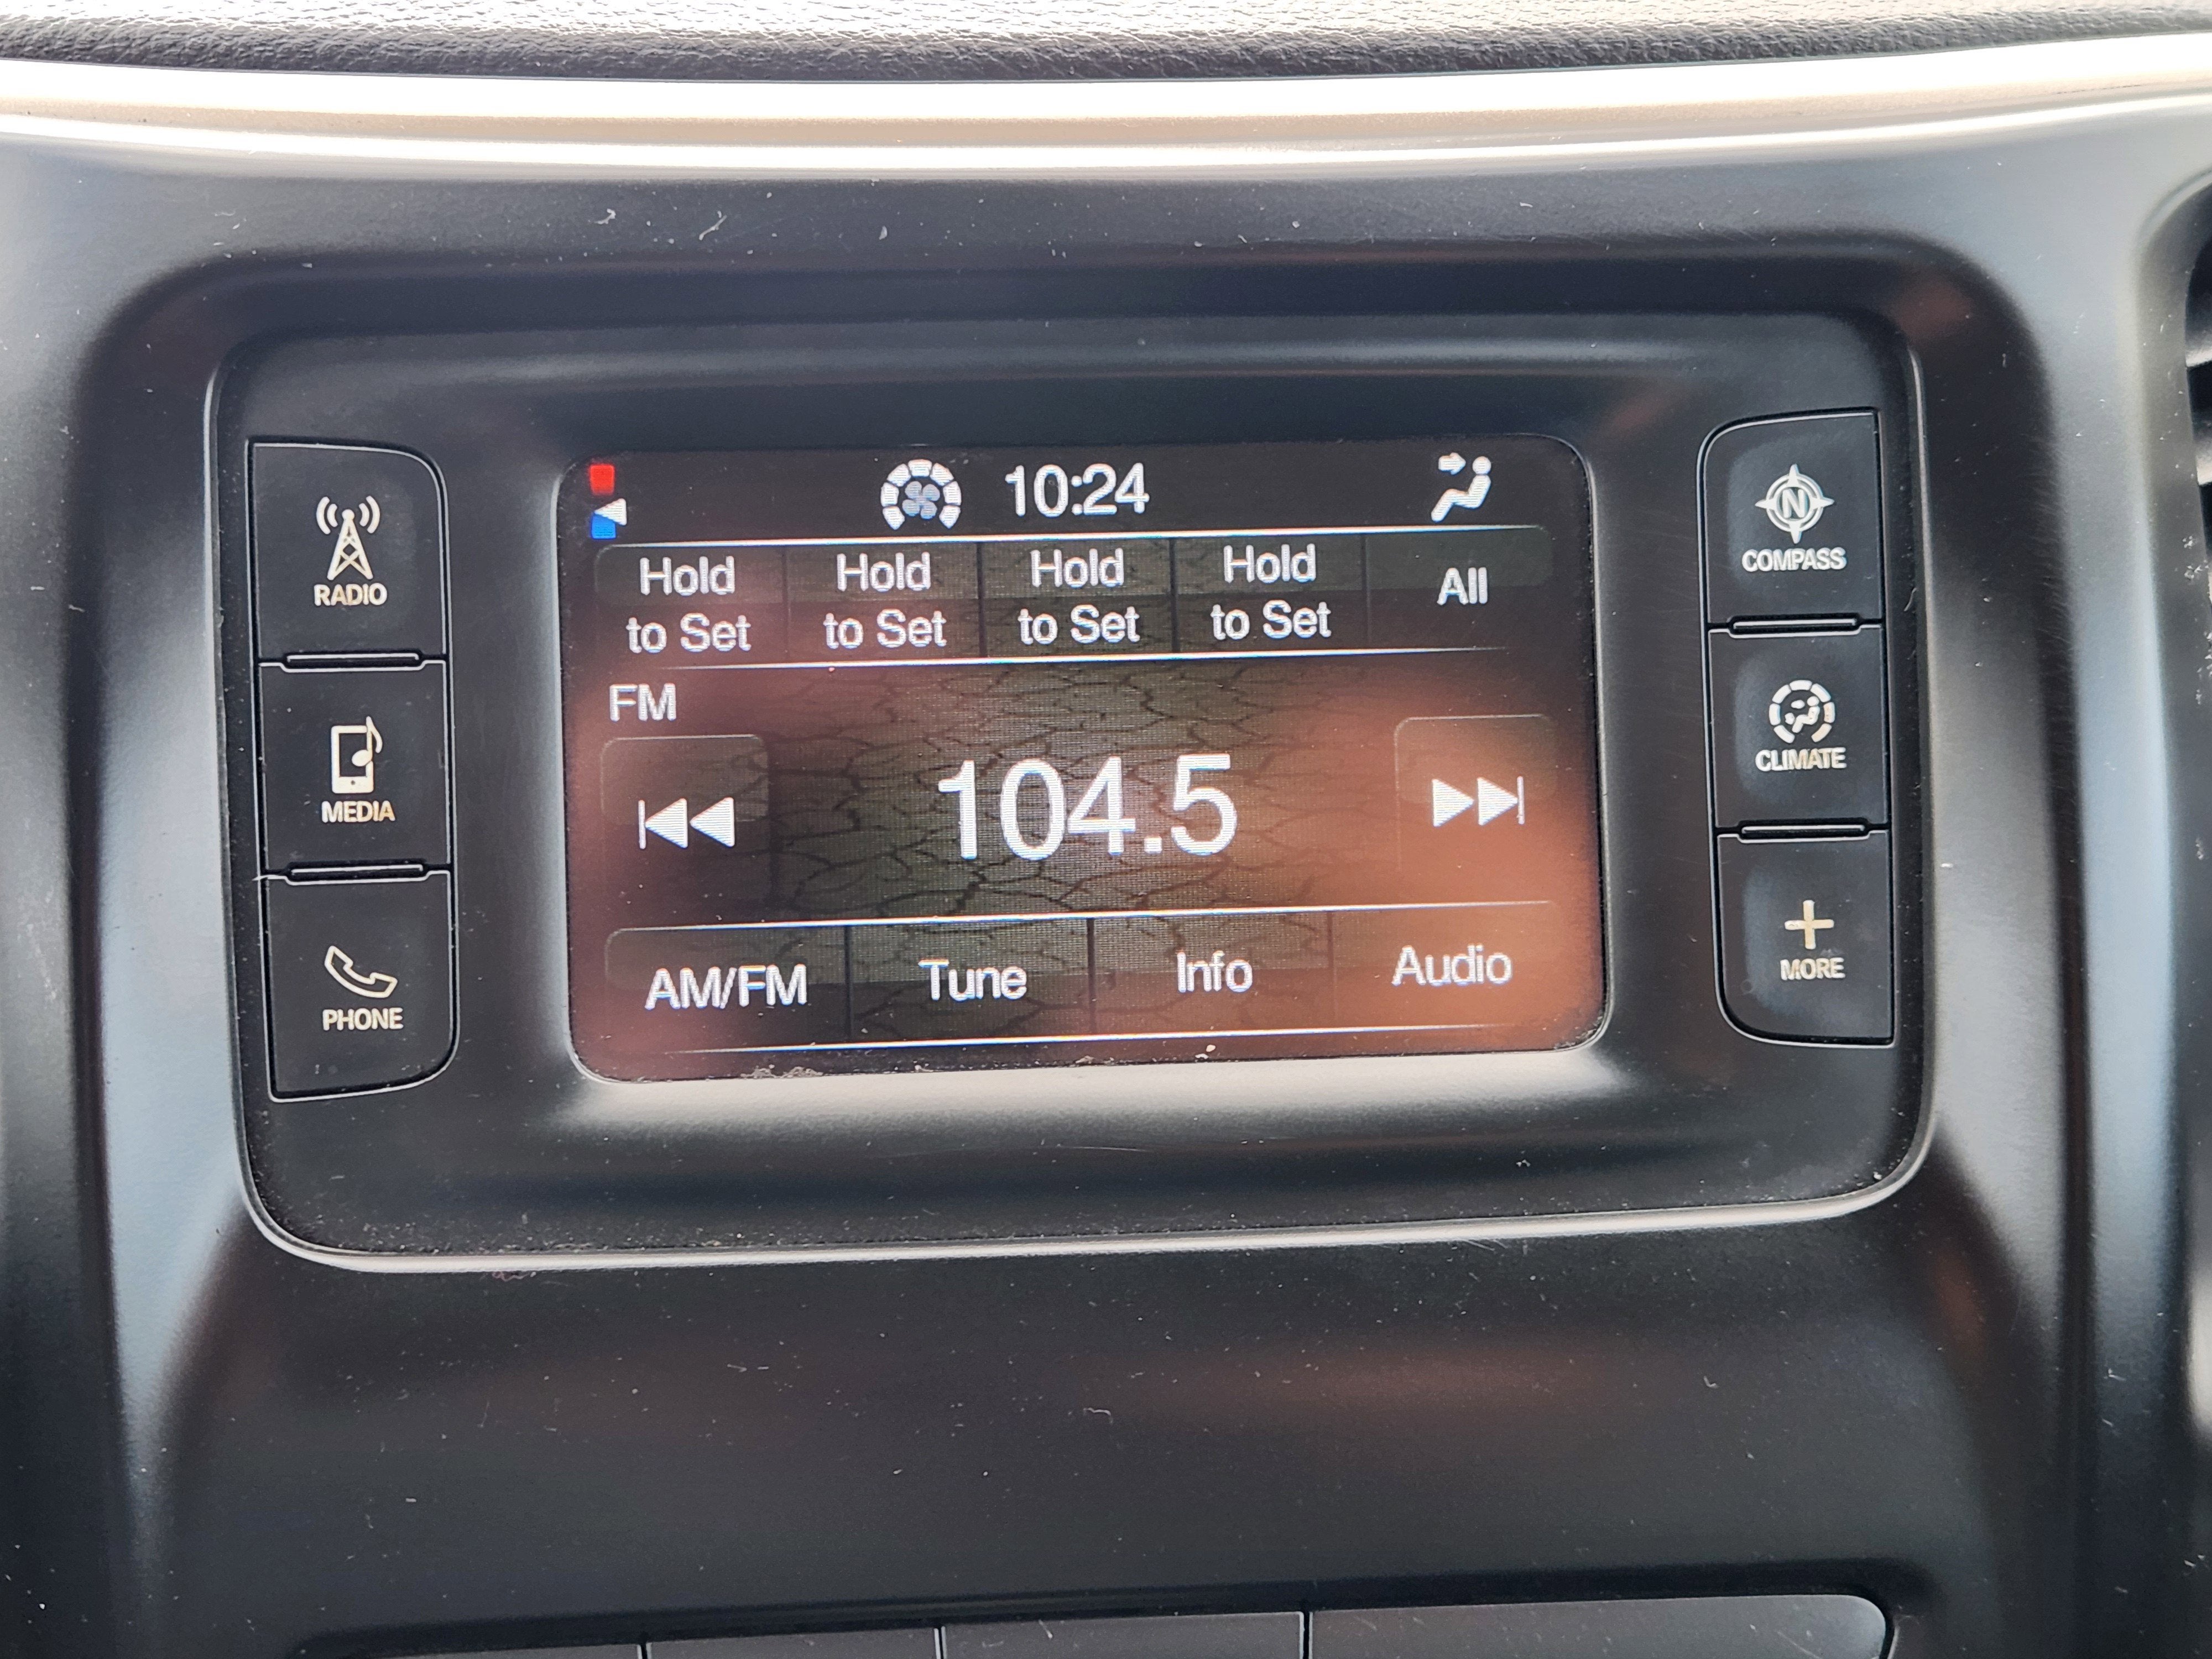 10:24
Hold Hold Hold Hold All
to Set to Set to Set to Set
FM
104.5
AM/FM Tune Info Audio
RADIO
MEDIA
PHONE
N
COMPASS
CLIMATE
MORE